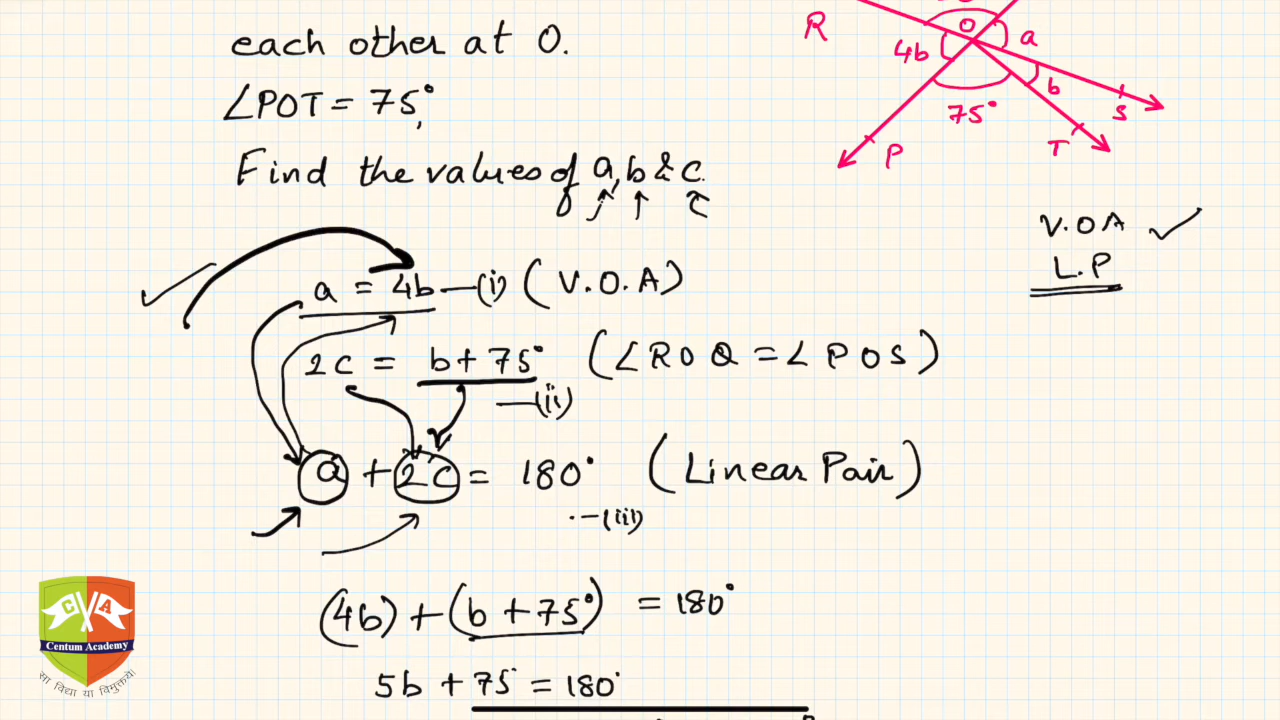 each other at O.
∠POT = 75°,
Find the values of a, b & c.
R
O
a
4b
b
75°
S
P
T
V.O.A ✓
L.P
a = 4b —(i) (V.O.A)
2c = b + 75° (∠ROQ = ∠POS)
—(ii)
a + 2c = 180° (Linear Pair)
—(iii)
(4b) + (b + 75°) = 180°
5b + 75° = 180°
C A
Centum Academy
सा विद्या या विमुक्तये।